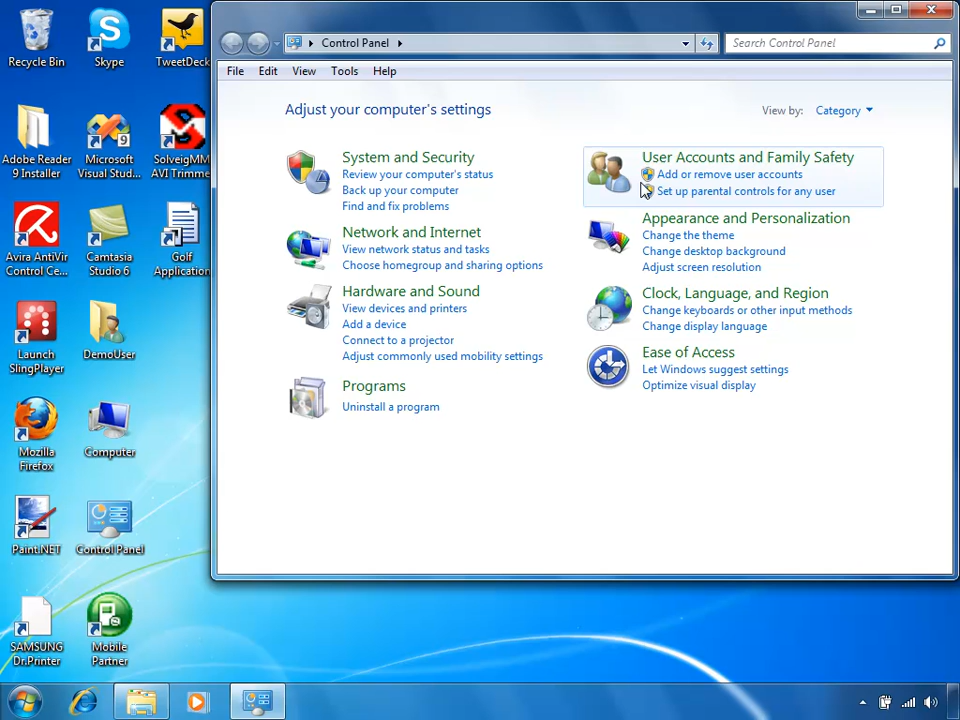 Recycle Bin
Skype
TweetDeck
Adobe Reader
9 Installer
Microsoft
Visual Stud...
SolveigMM
AVI Trimme
Avira AntiVir
Control Ce...
Camtasia
Studio 6
Golf
Application
Launch
SlingPlayer
DemoUser
Mozilla
Firefox
Computer
Paint.NET
Control Panel
SAMSUNG
Dr.Printer
Mobile
Partner
Control Panel
Search Control Panel
File Edit View Tools Help
Adjust your computer's settings
View by: Category
System and Security
Review your computer's status
Back up your computer
Find and fix problems
Network and Internet
View network status and tasks
Choose homegroup and sharing options
Hardware and Sound
View devices and printers
Add a device
Connect to a projector
Adjust commonly used mobility settings
Programs
Uninstall a program
User Accounts and Family Safety
Add or remove user accounts
Set up parental controls for any user
Appearance and Personalization
Change the theme
Change desktop background
Adjust screen resolution
Clock, Language, and Region
Change keyboards or other input methods
Change display language
Ease of Access
Let Windows suggest settings
Optimize visual display